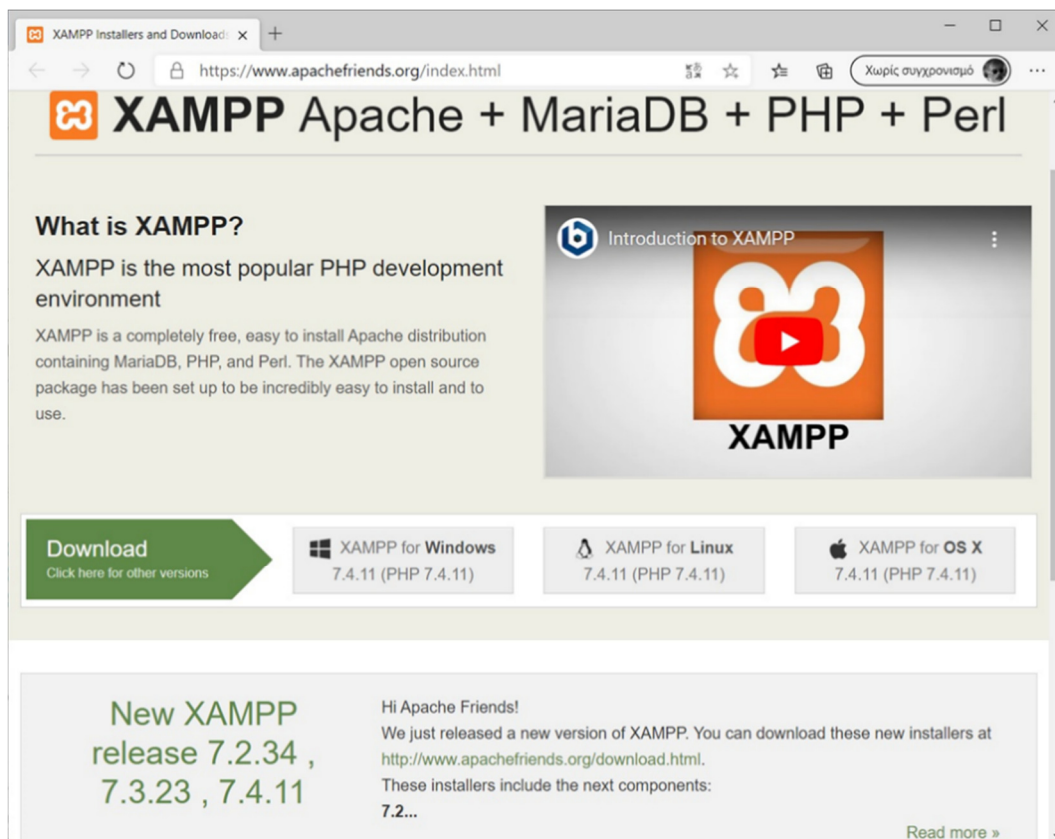 XAMPP Installers and Download
https://www.apachefriends.org/index.html
Χωρίς συγχρονισμό
XAMPP Apache + MariaDB + PHP + Perl
What is XAMPP?
XAMPP is the most popular PHP development
environment
XAMPP is a completely free, easy to install Apache distribution
containing MariaDB, PHP, and Perl. The XAMPP open source
package has been set up to be incredibly easy to install and to
use.
Introduction to XAMPP
XAMPP
Download
Click here for other versions
XAMPP for Windows
7.4.11 (PHP 7.4.11)
XAMPP for Linux
7.4.11 (PHP 7.4.11)
XAMPP for OS X
7.4.11 (PHP 7.4.11)
New XAMPP
release 7.2.34 ,
7.3.23 , 7.4.11
Hi Apache Friends!
We just released a new version of XAMPP. You can download these new installers at
http://www.apachefriends.org/download.html.
These installers include the next components:
7.2...
Read more »